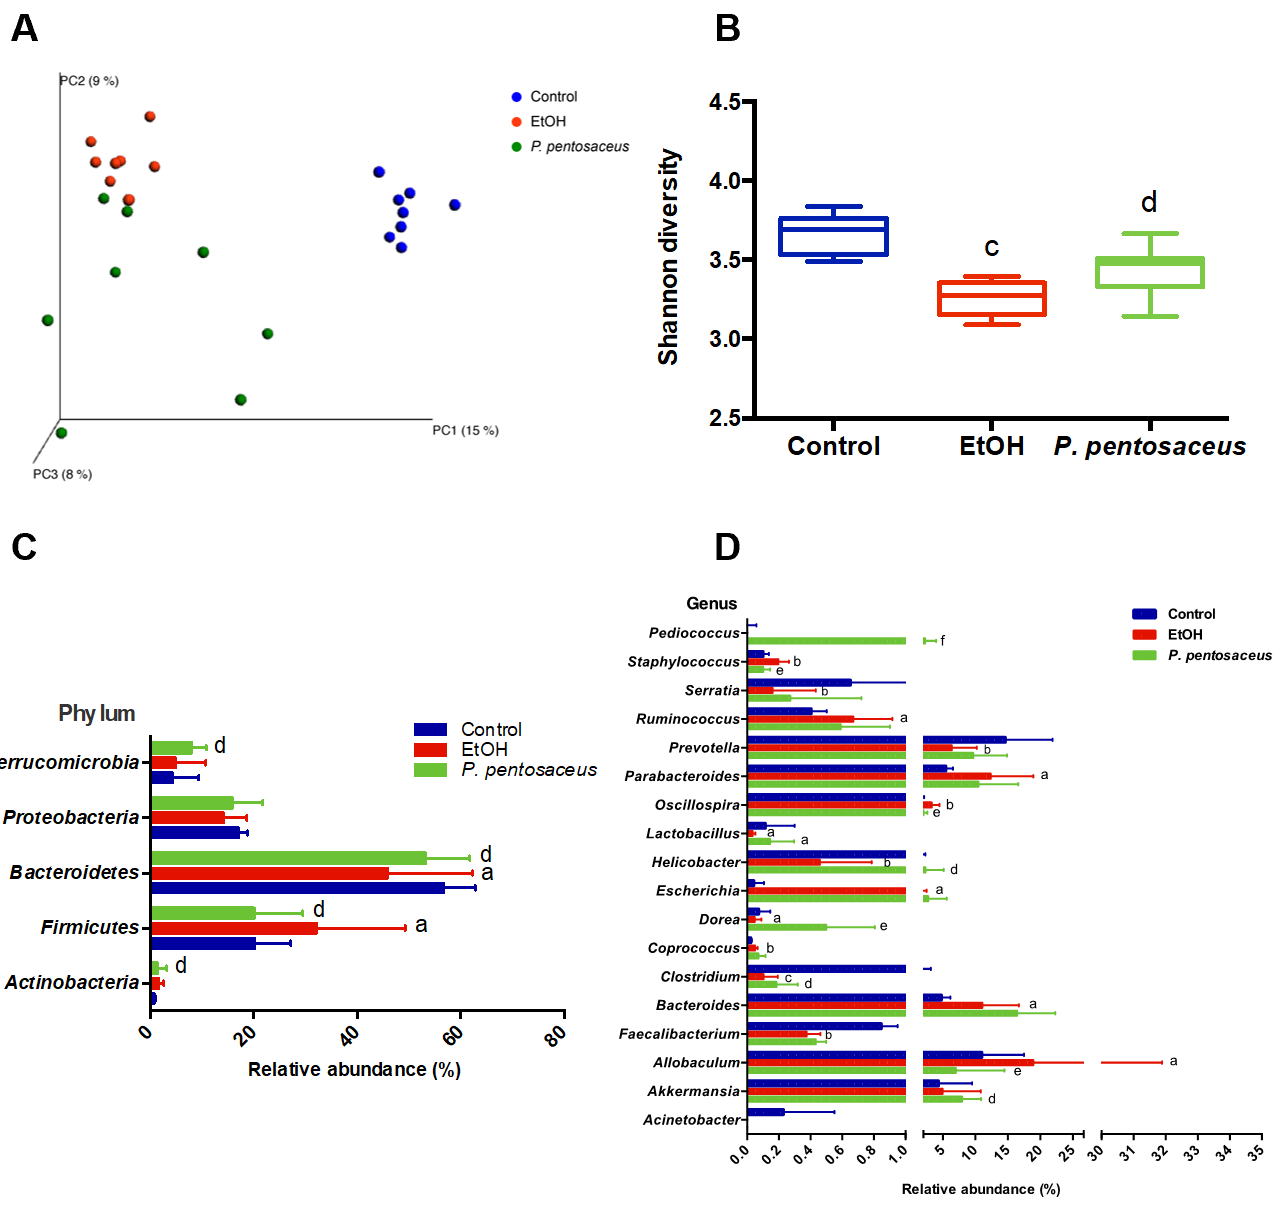 A
PC2 (9 %)
Control
EtOH
P. pentosaceus
PC1 (15 %)
PC3 (8 %)
B
Shannon diversity
4.5
4.0
3.5
3.0
2.5
c
d
Control
EtOH
P. pentosaceus
C
Phylum
Control
EtOH
P. pentosaceus
errucomicrobia
d
Proteobacteria
Bacteroidetes
d
a
Firmicutes
d
a
Actinobacteria
d
0
20
40
60
80
Relative abundance (%)
D
Genus
Control
EtOH
P. pentosaceus
Pediococcus
f
Staphylococcus
b
e
Serratia
b
Ruminococcus
a
Prevotella
b
Parabacteroides
a
Oscillospira
b
e
Lactobacillus
a
a
Helicobacter
b
d
Escherichia
a
Dorea
a
e
Coprococcus
b
Clostridium
c
d
Bacteroides
a
Faecalibacterium
b
Allobaculum
a
e
Akkermansia
d
Acinetobacter
0.0
0.2
0.4
0.6
0.8
1.0
5
10
15
20
25
30
31
32
33
34
35
Relative abundance (%)